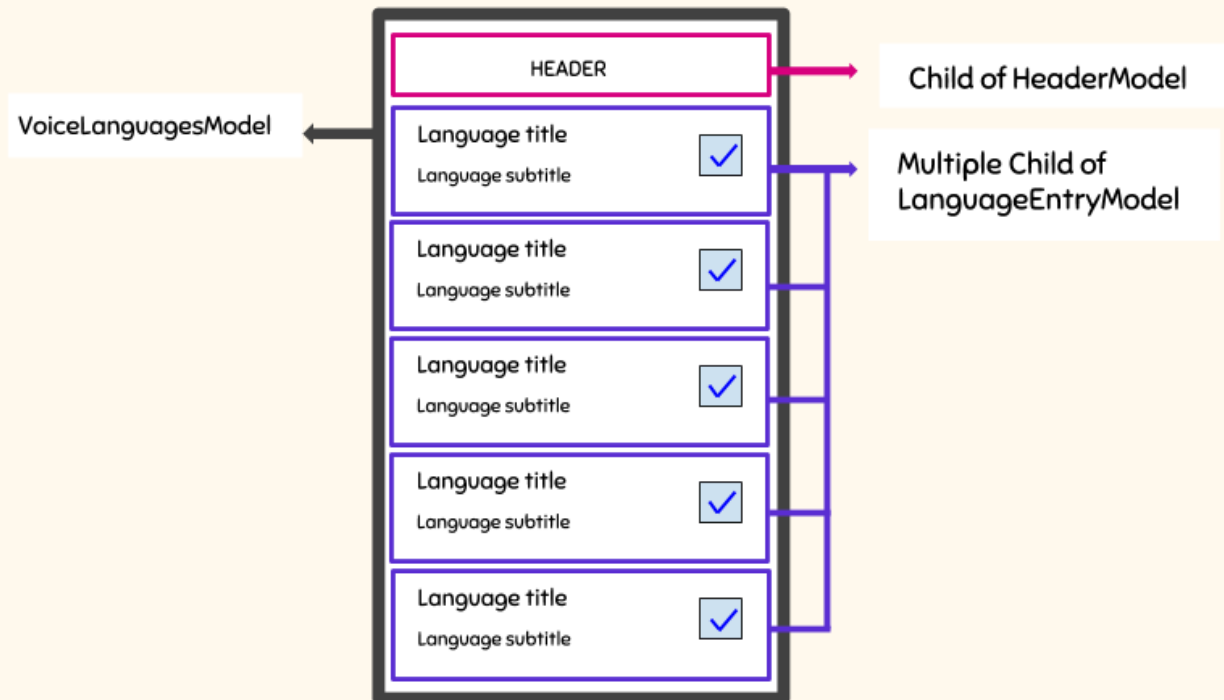 HEADER
Child of HeaderModel
VoiceLanguagesModel
Language title
Language subtitle
Multiple Child of
LanguageEntryModel
Language title
Language subtitle
Language title
Language subtitle
Language title
Language subtitle
Language title
Language subtitle